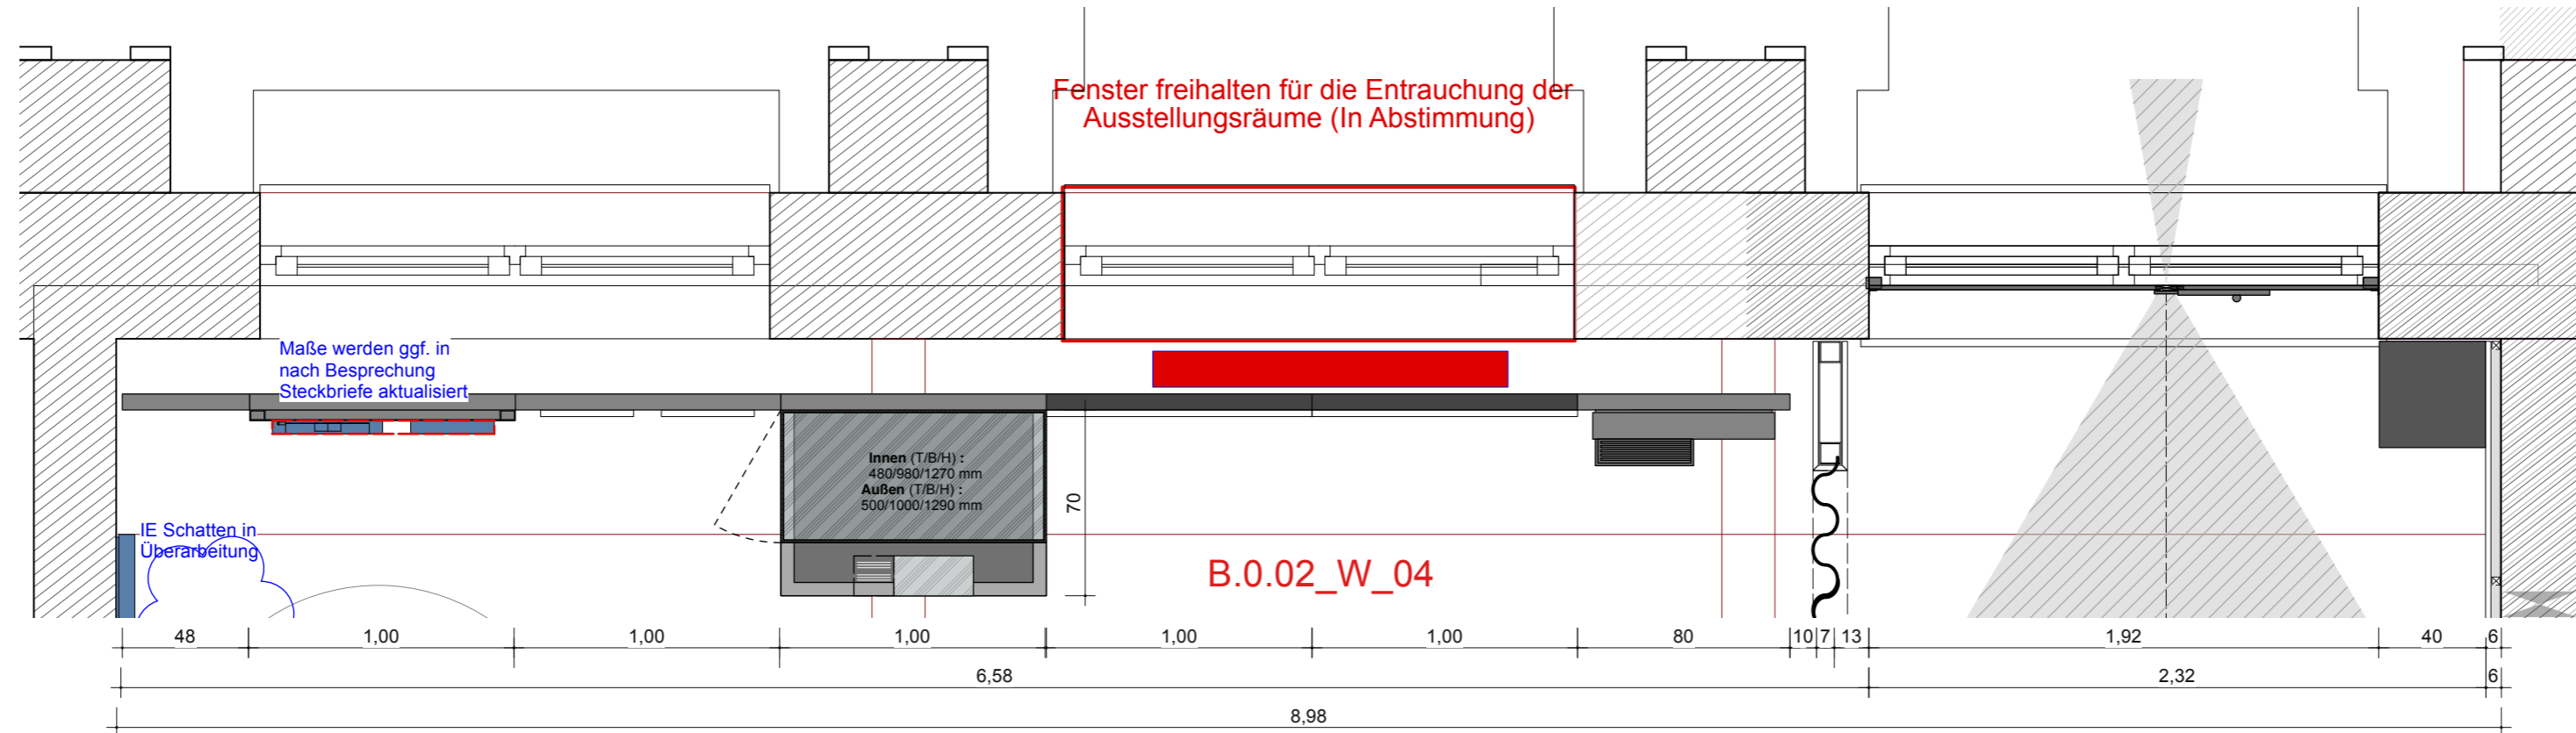 Fenster freihalten für die Entrauchung der
Ausstellungsräume (In Abstimmung)
Maße werden ggf. in
nach Besprechung
Steckbriefe aktualisiert
Innen (T/B/H) :
480/980/1270 mm
Außen (T/B/H) :
500/1000/1290 mm
70
IE Schatten in
Überarbeitung
B.0.02_W_04
48 1,00 1,00 1,00 1,00 1,00 80 10 7 13 1,92 40 6
6,58 2,32 6
8,98